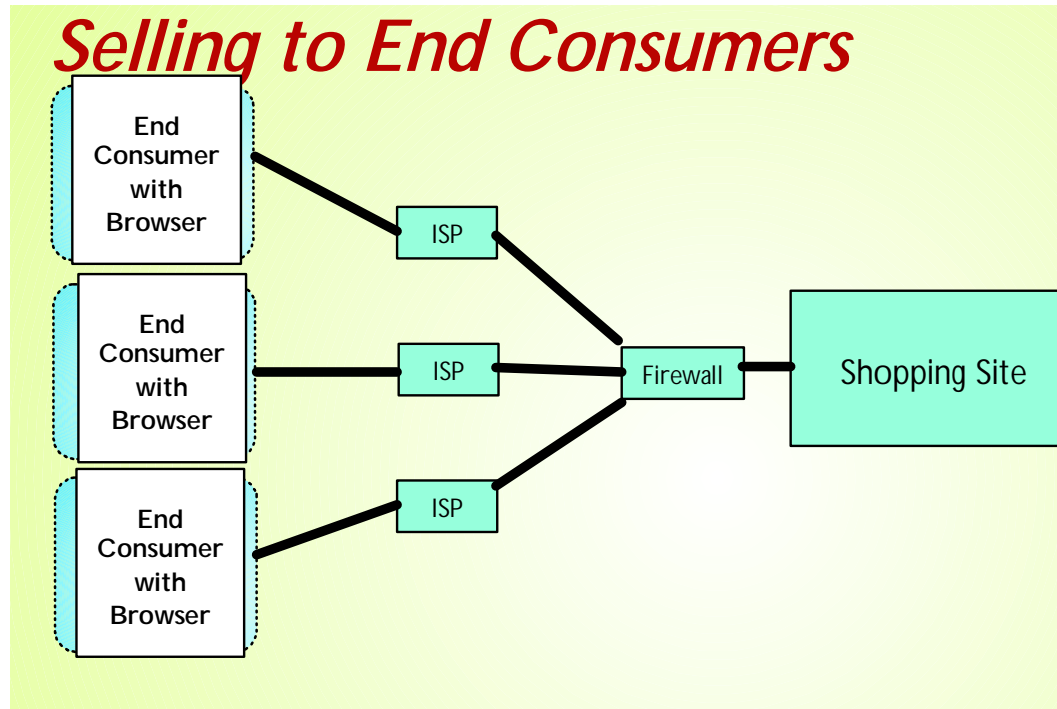 Selling to End Consumers
End
Consumer
with
Browser
ISP
End
Consumer
with
Browser
ISP
Firewall
Shopping Site
End
Consumer
with
Browser
ISP